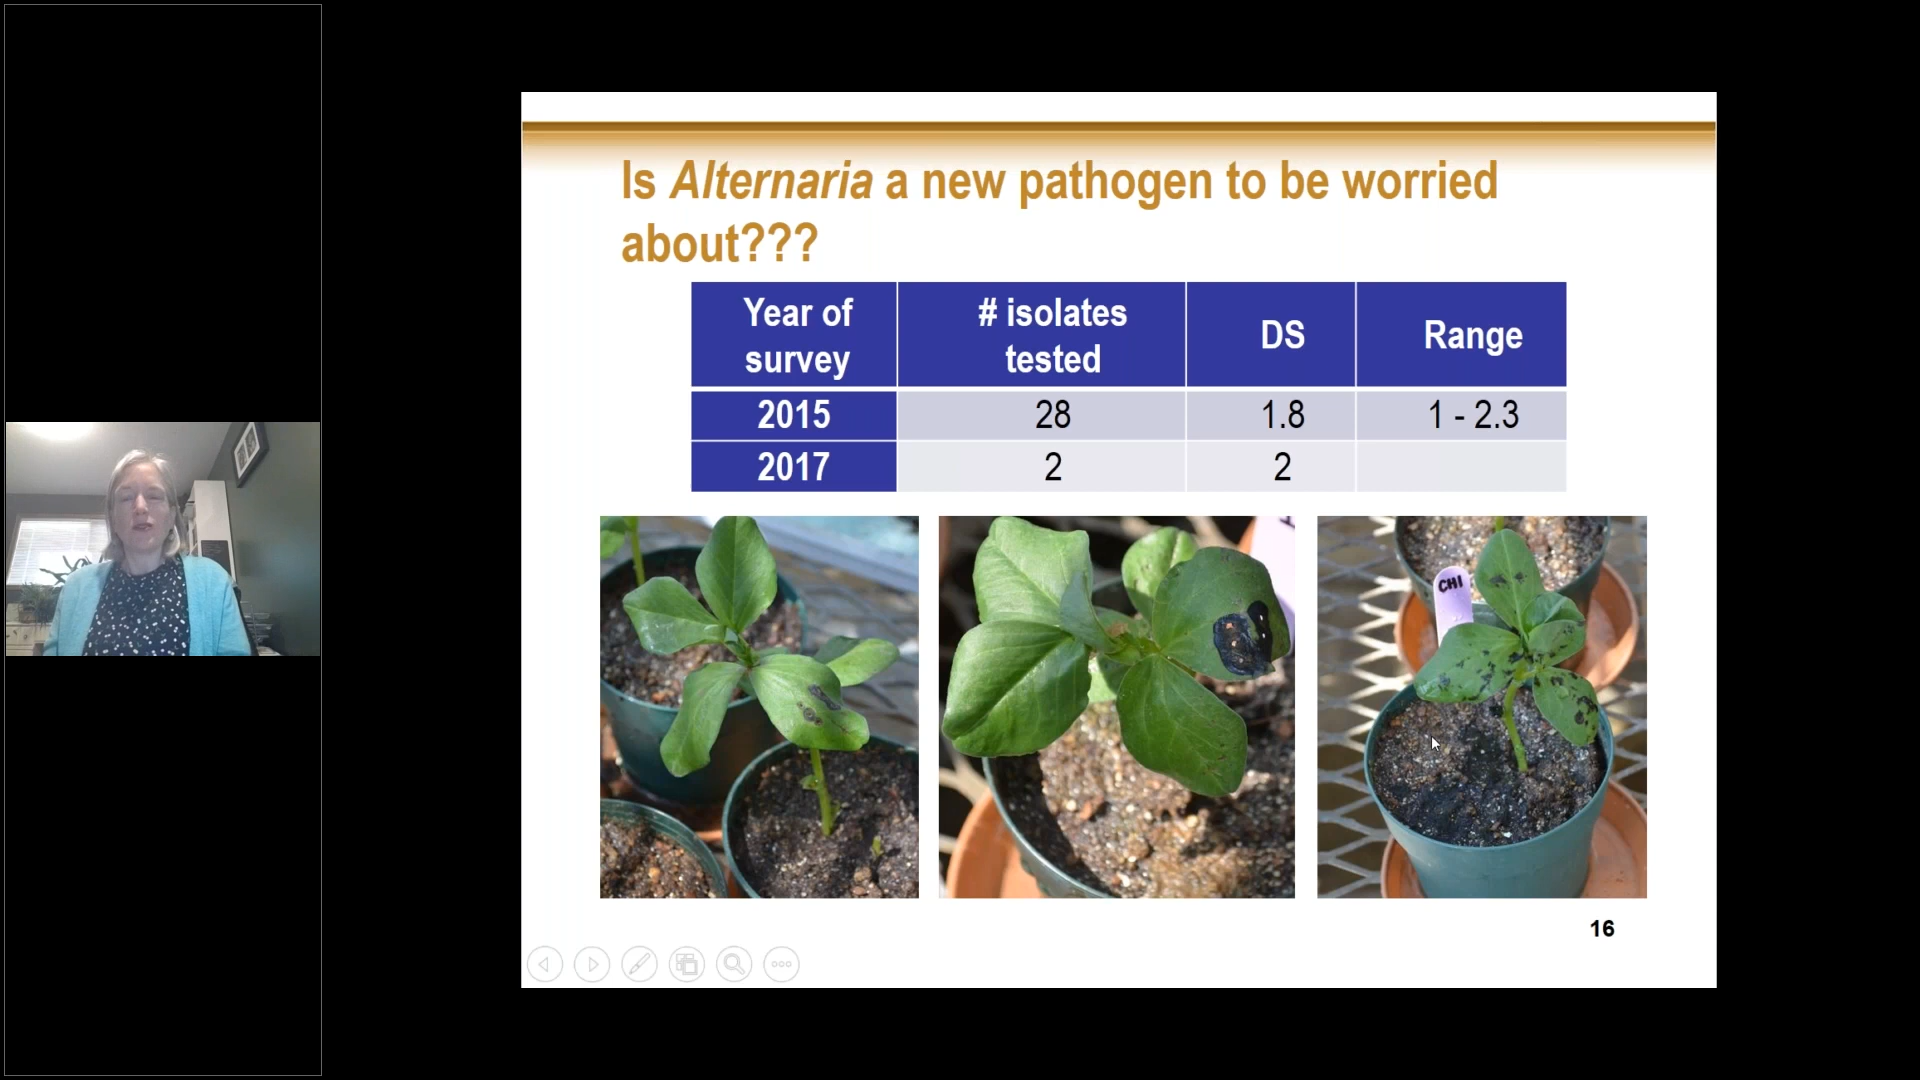 Is Alternaria a new pathogen to be worried
about???
Year of
survey
# isolates
tested
DS
Range
2015
28
1.8
1 - 2.3
2017
2
2
CHI
16